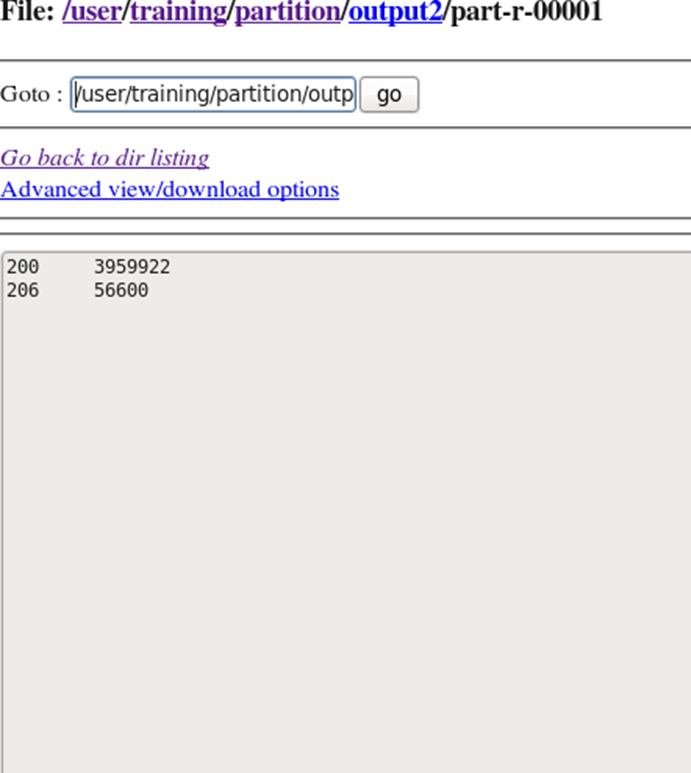 File: /user/training/partition/output2/part-r-00001
Goto : /user/training/partition/outp go
Go back to dir listing
Advanced view/download options
200 3959922
206 56600